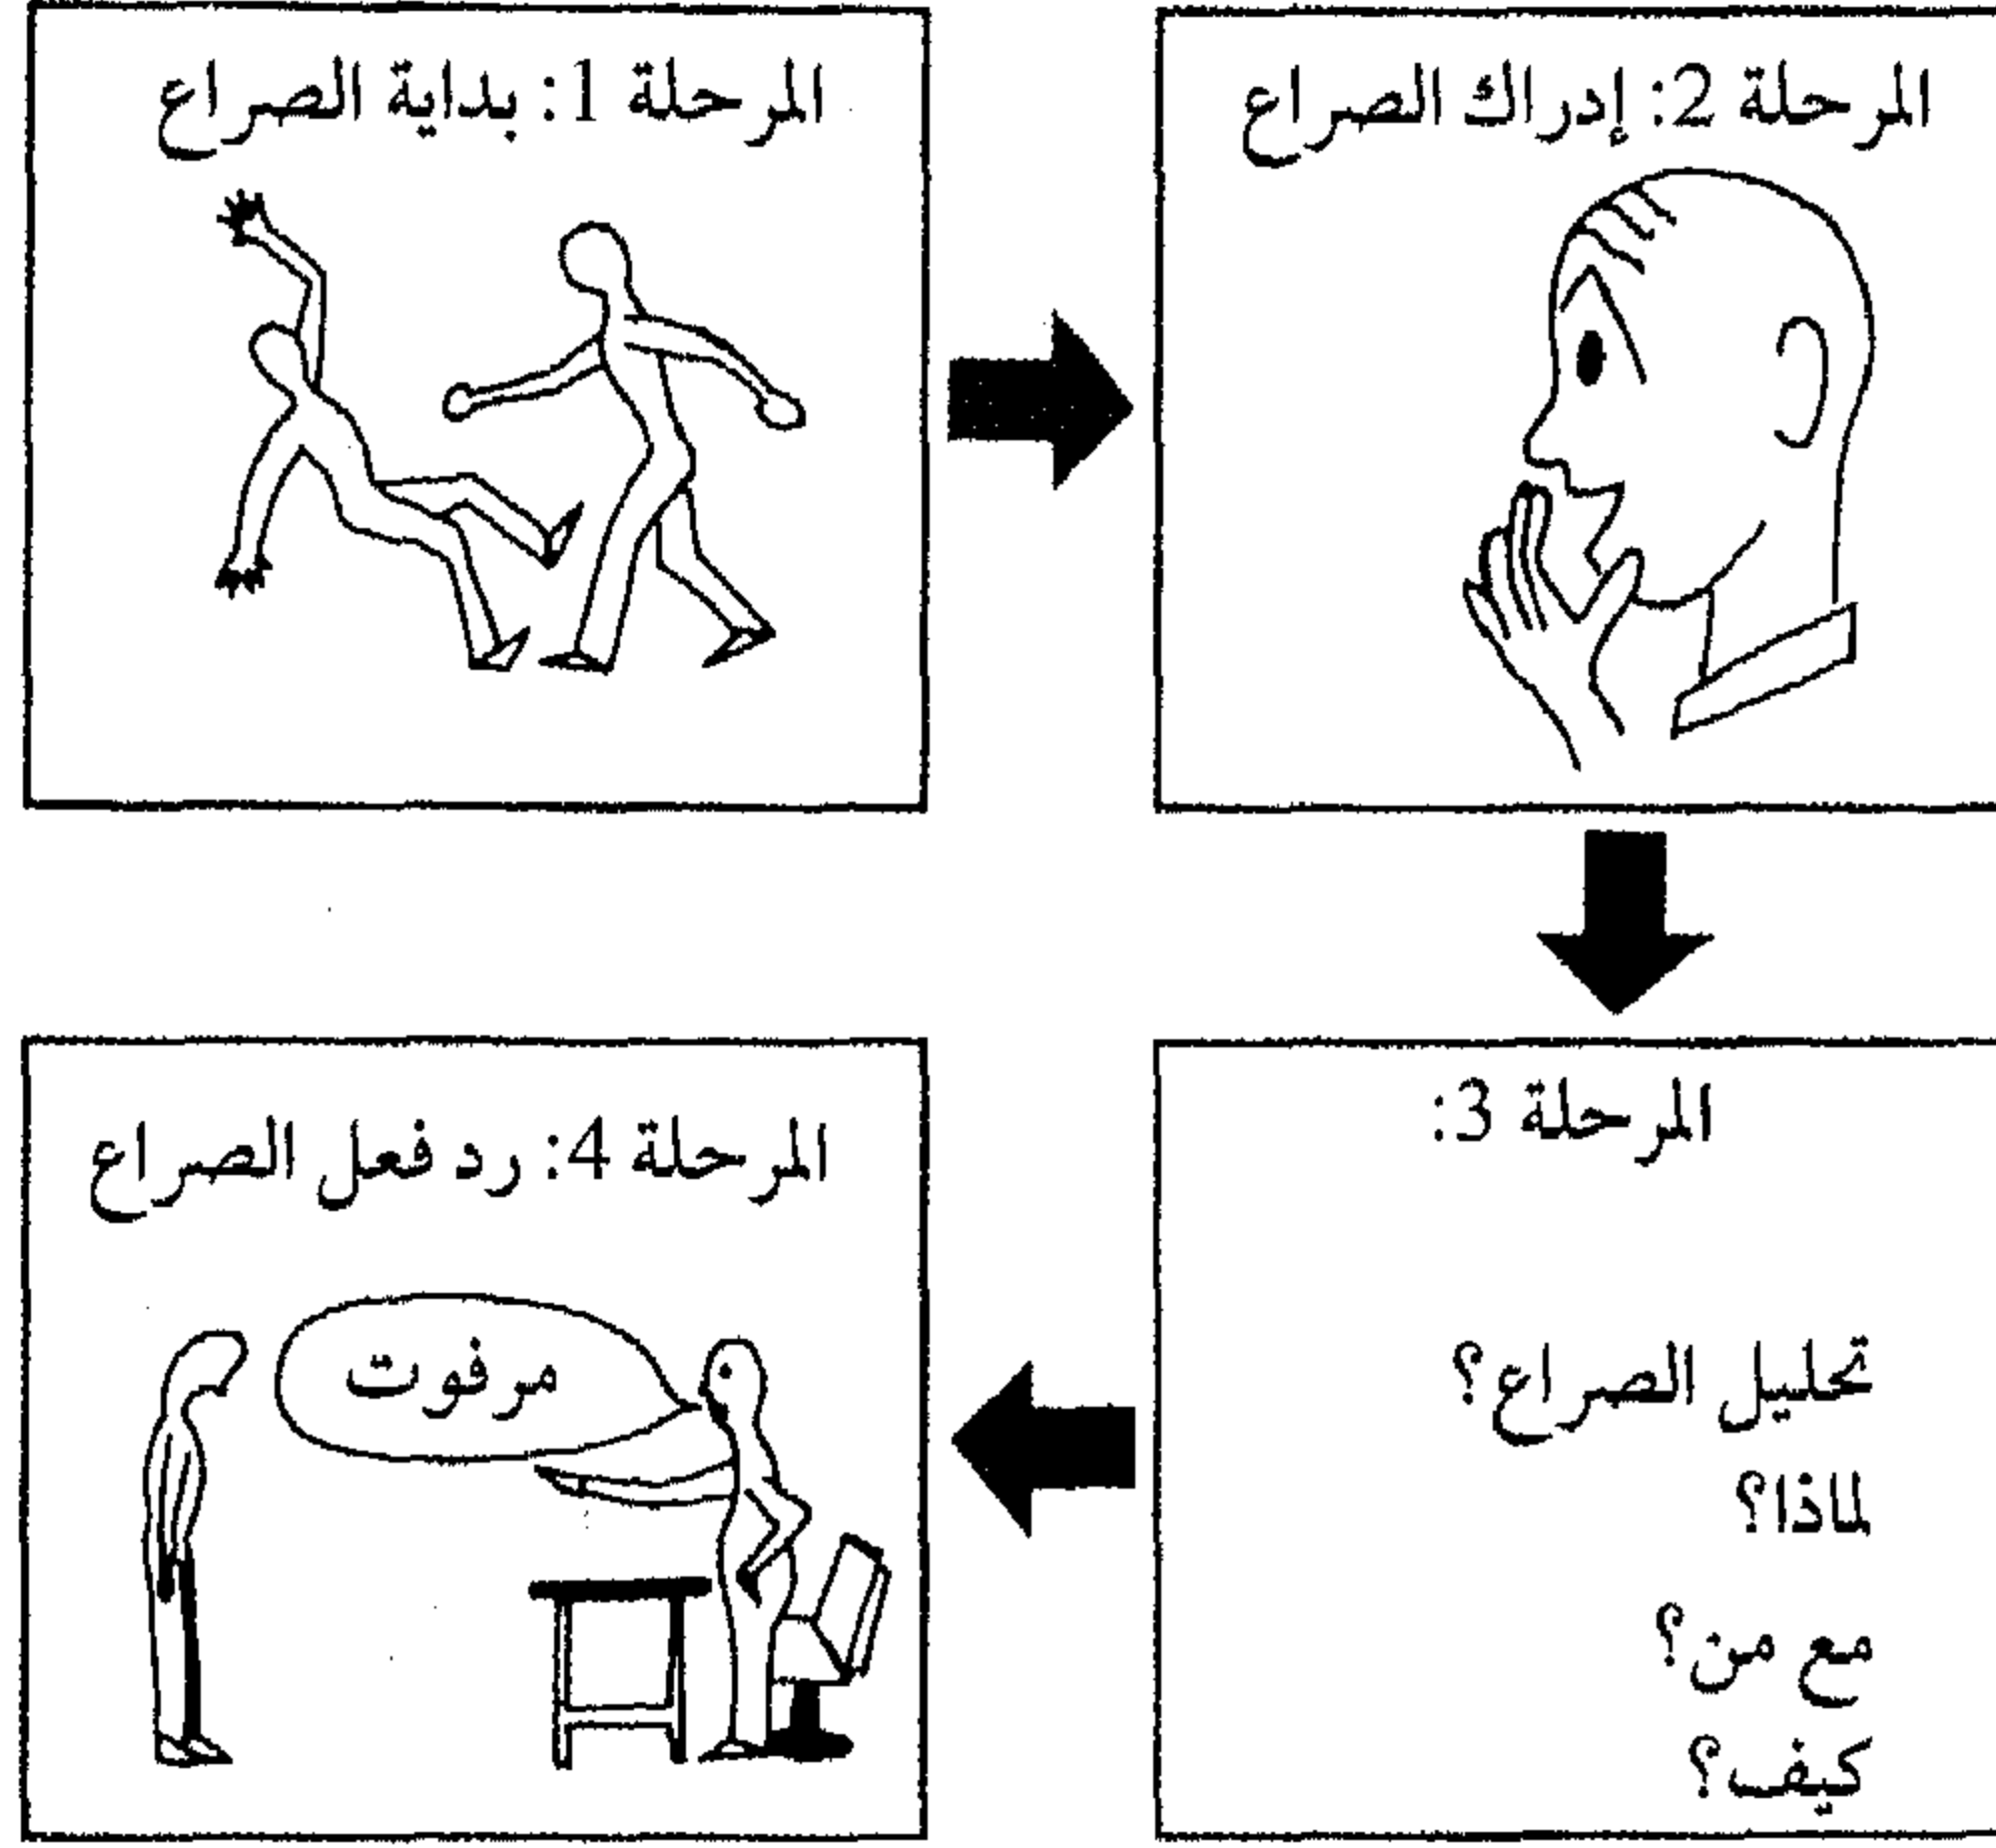 المرحلة 1: بداية الصراع
المرحلة 2: إدراك الصراع
المرحلة 3:
تحليل الصراع؟
لماذا؟
مع من؟
كيف؟
المرحلة 4: رد فعل الصراع
مرفوت